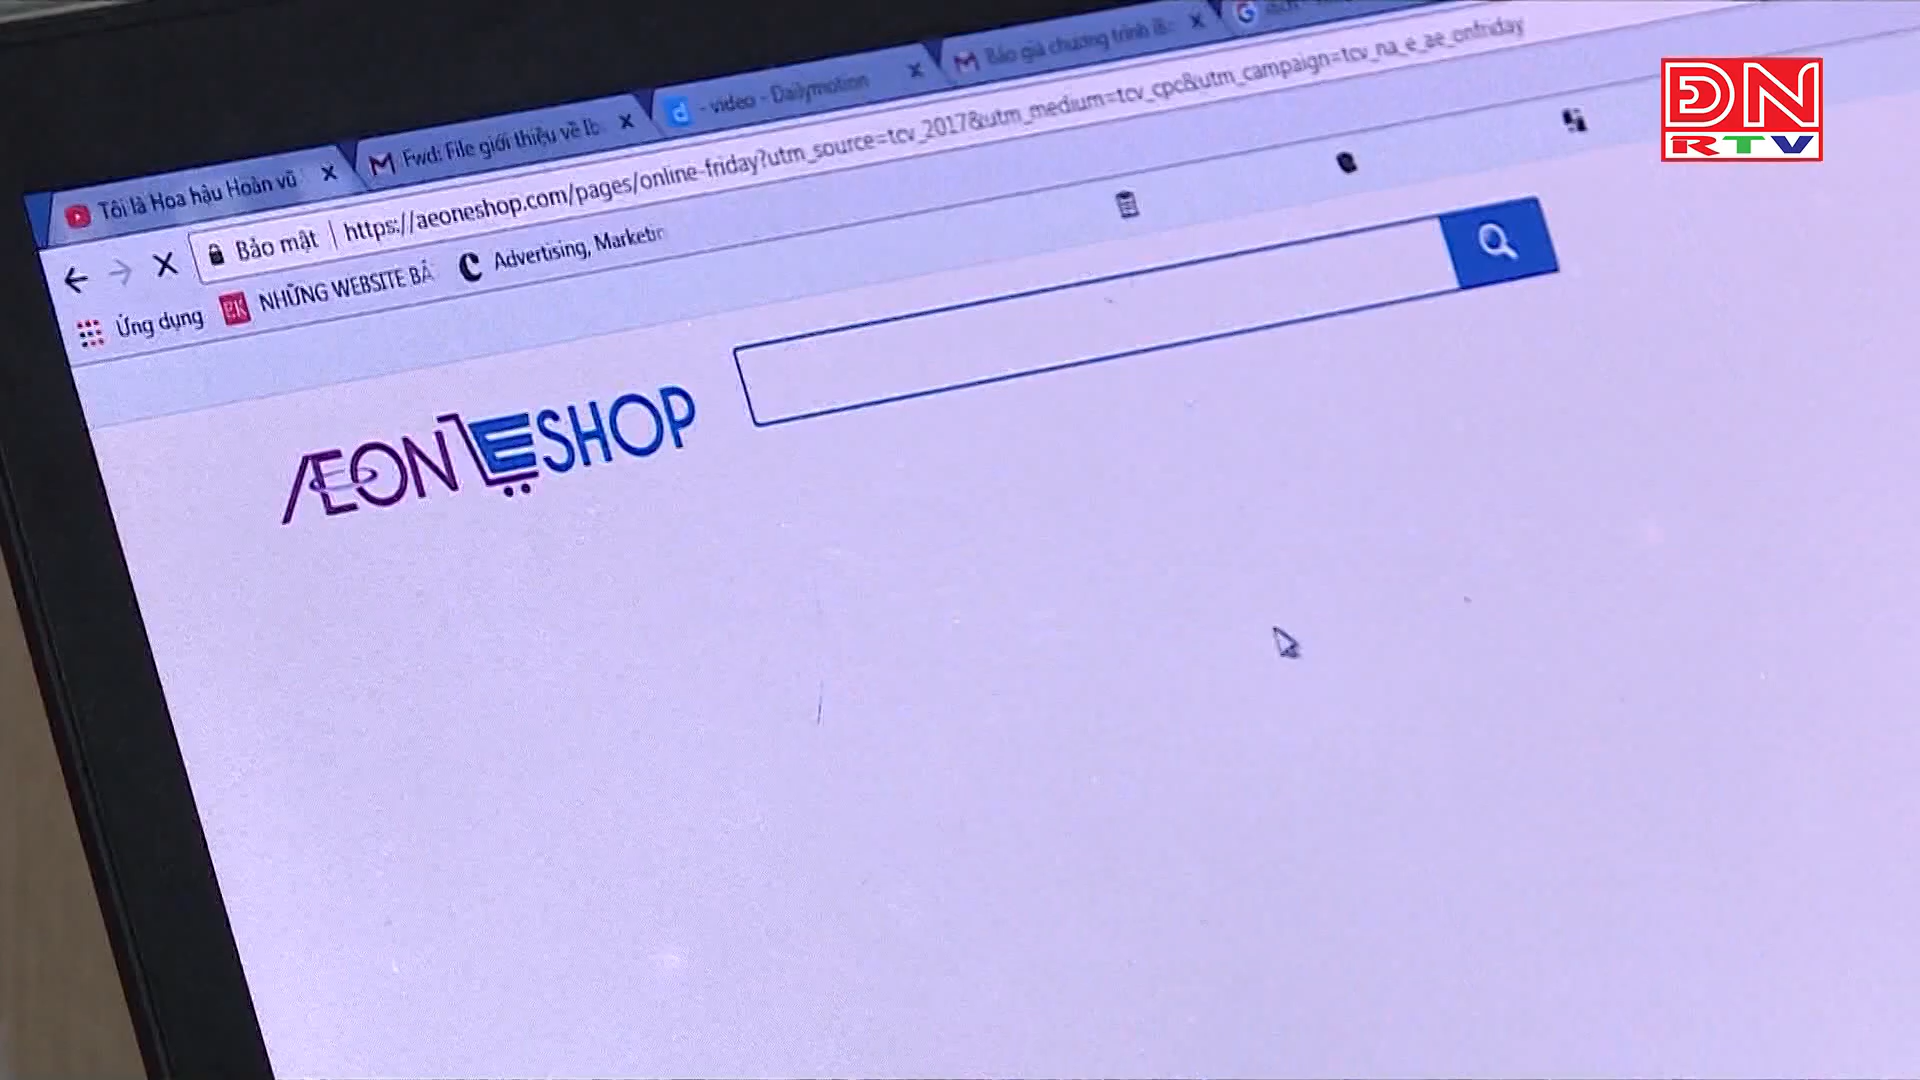 Tôi là Hoa hậu Hoàn vũ
Fwd: File giới thiệu về Ib
- video - Dailymotion
Báo giá chương trình
Bảo mật
https://aeoneshop.com/pages/online-friday?utm_source=tcv_2017&utm_medium=tcv_cpc&utm_campaign=tcv_na_e_ae_onfriday
Ứng dụng
NHỮNG WEBSITE BÁ
Advertising, Marketin
ÆON ESHOP
ĐN
RTV